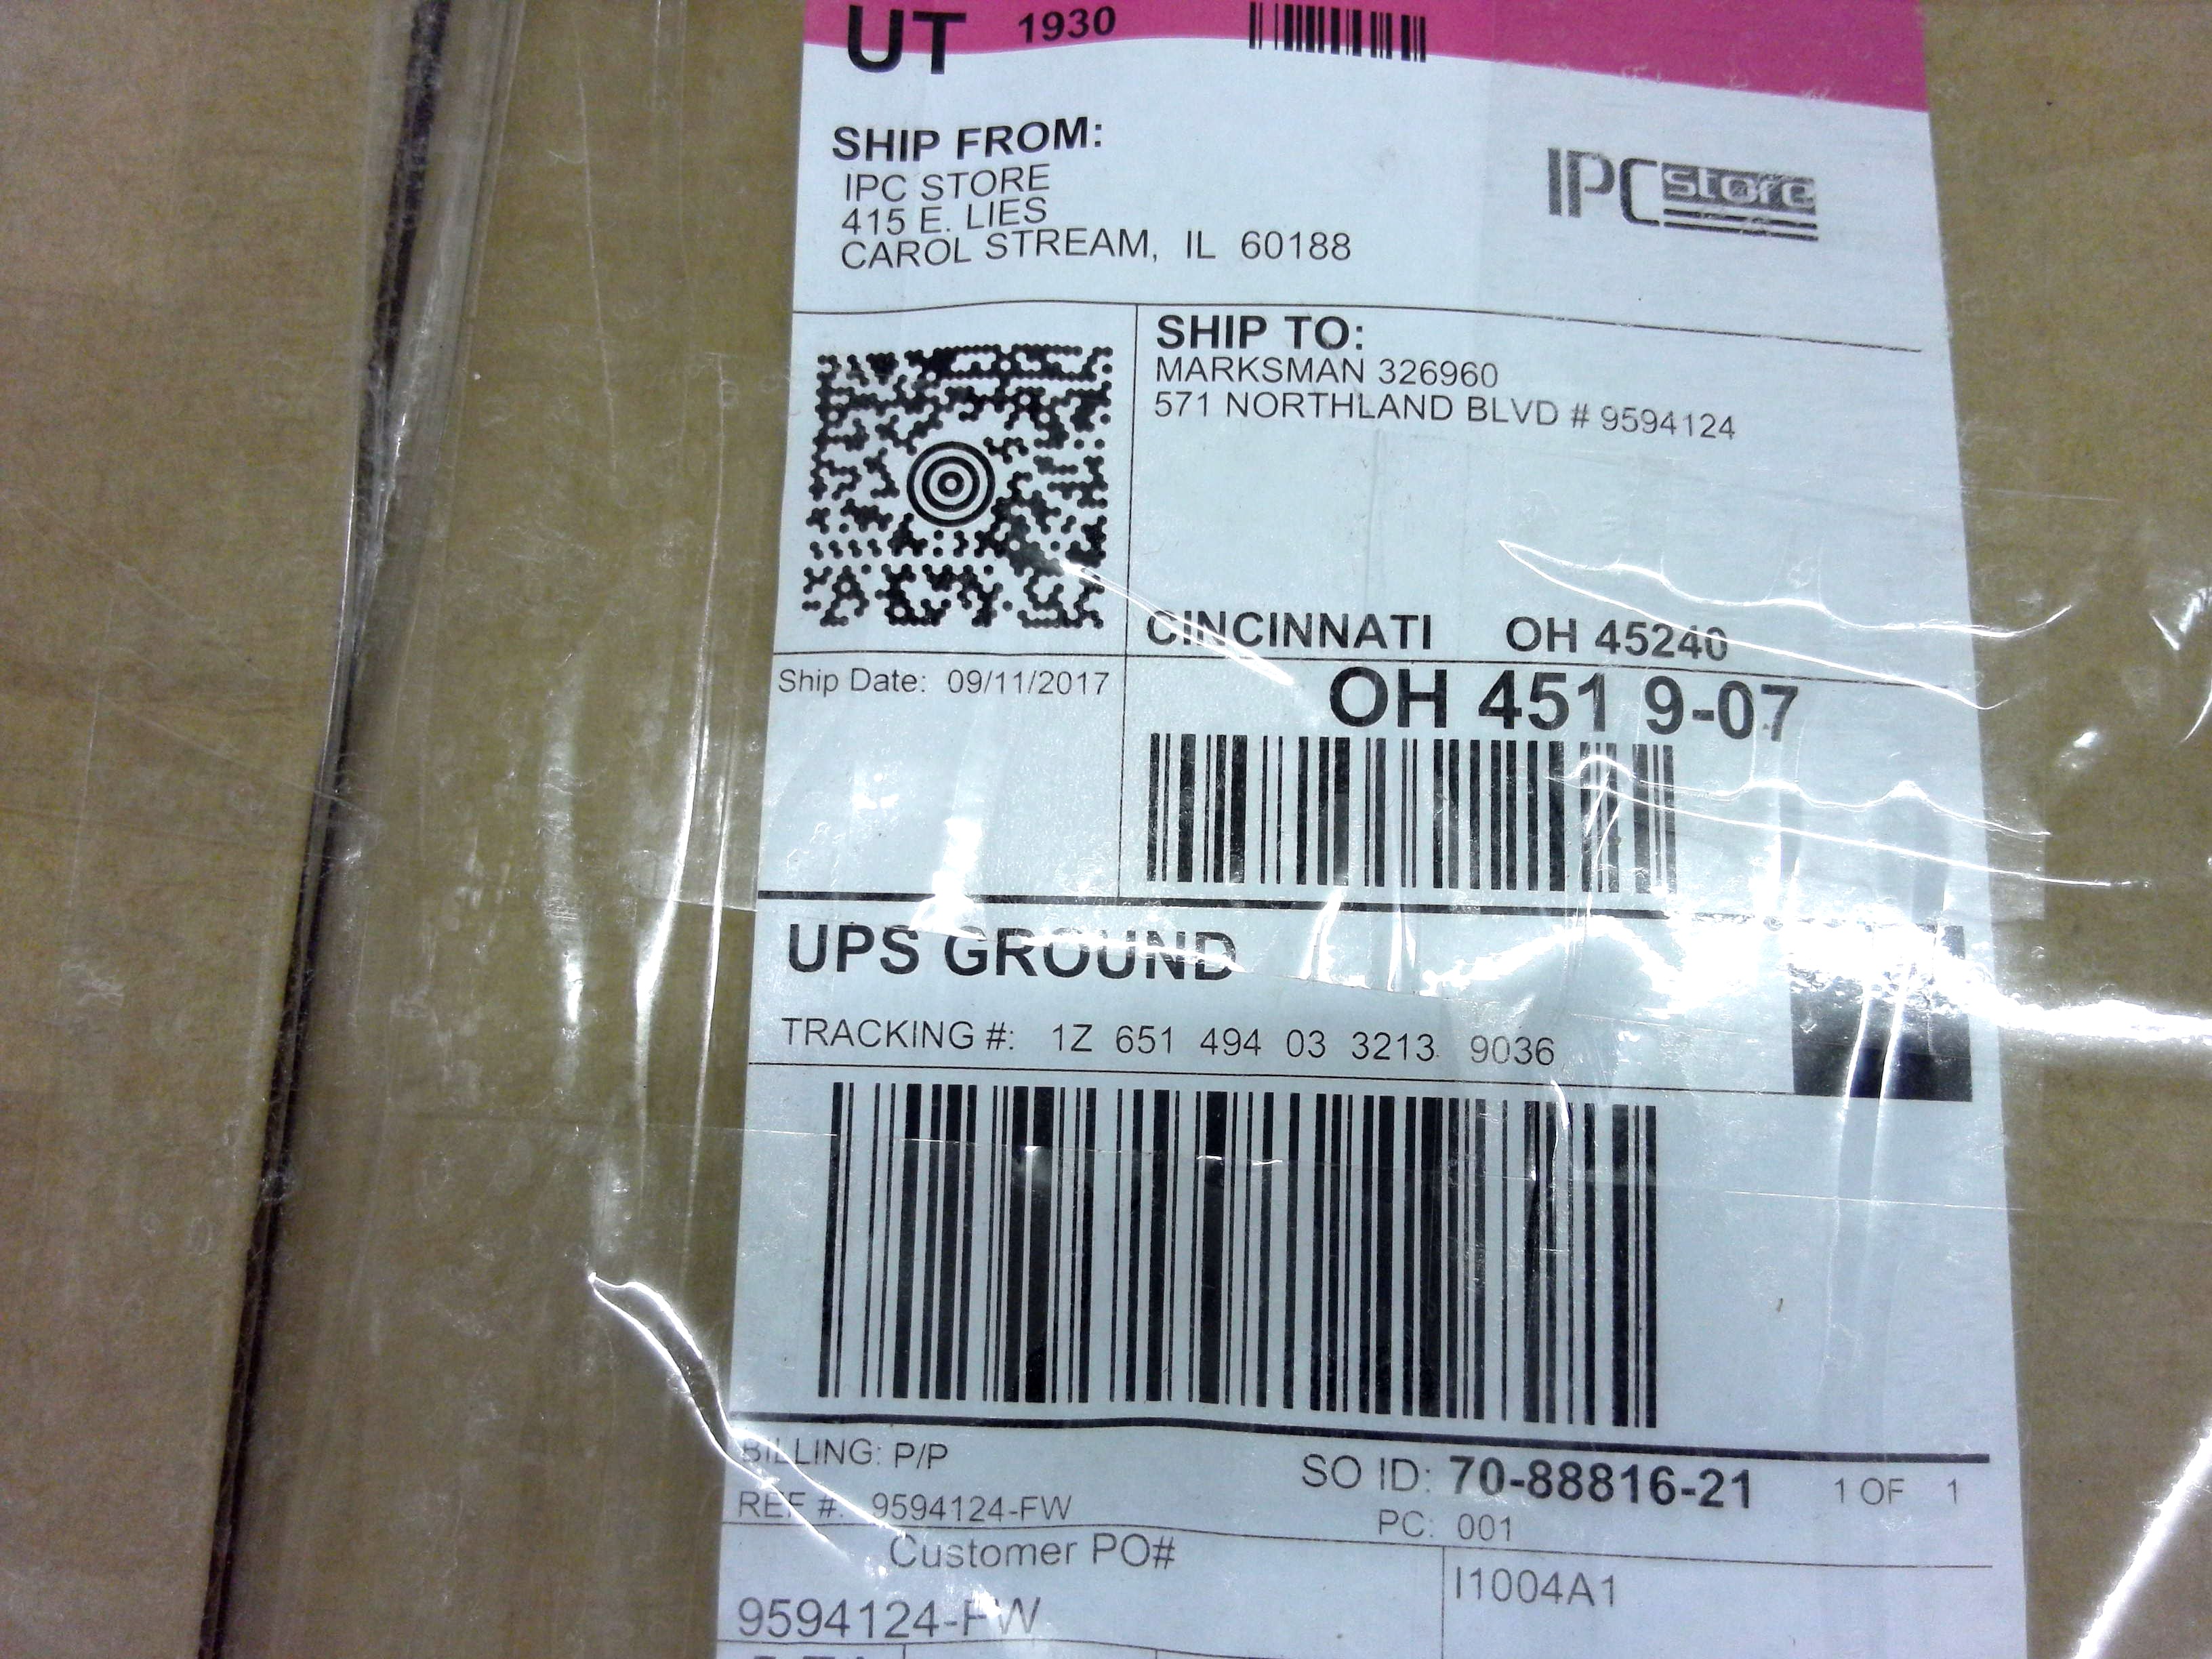 UT 1930
SHIP FROM:
IPC STORE
415 E. LIES
CAROL STREAM, IL 60188
IPC store
SHIP TO:
MARKSMAN 326960
571 NORTHLAND BLVD # 9594124
CINCINNATI OH 45240
Ship Date: 09/11/2017
OH 451 9-07
UPS GROUND
TRACKING #: 1Z 651 494 03 3213 9036
BILLING: P/P
SO ID: 70-88816-21 1 OF 1
REF #: 9594124-FW
PC: 001
Customer PO#
I1004A1
9594124-FW